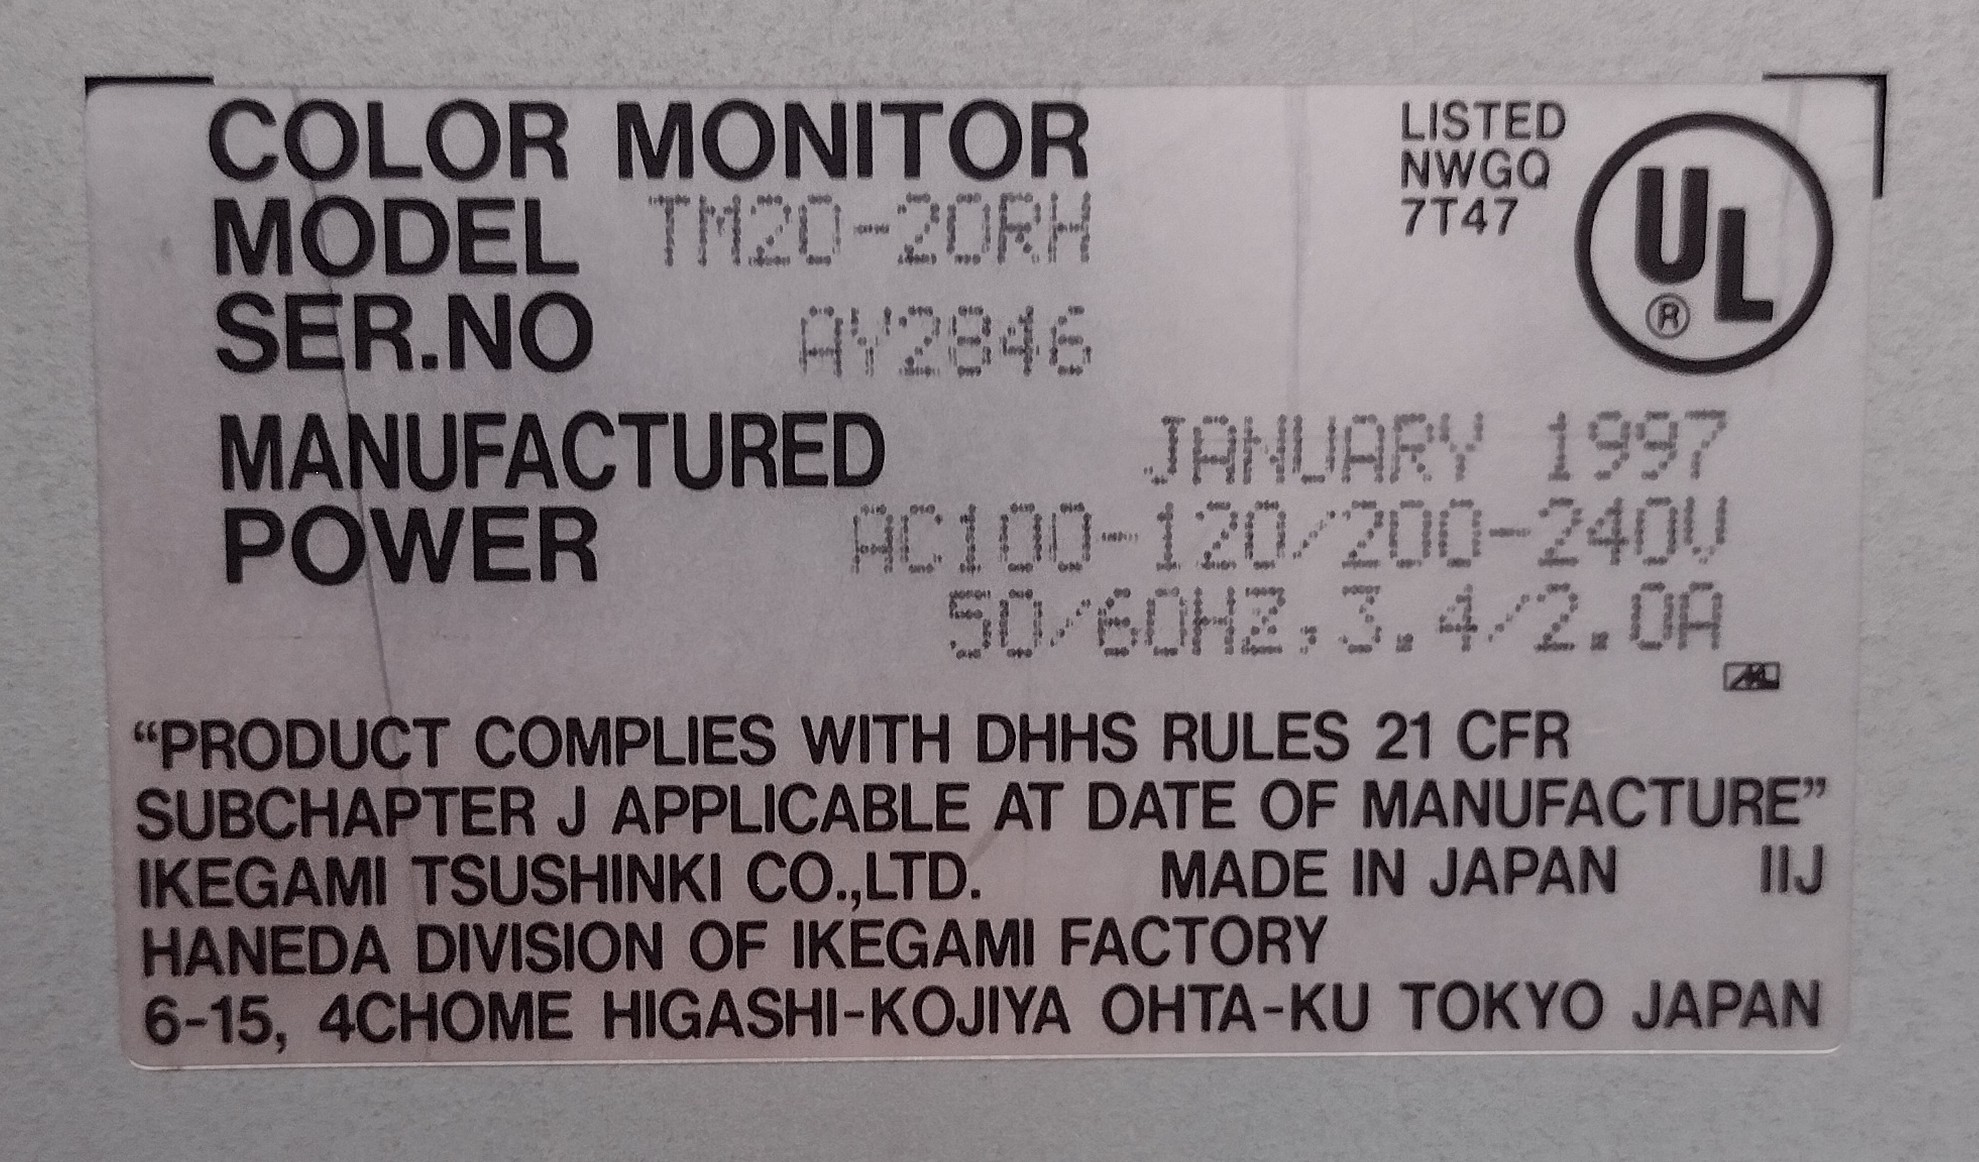 COLOR MONITOR
MODEL TM20-20RH
SER.NO AY2846
LISTED
NWGQ
7T47
UL
®
MANUFACTURED JANUARY 1997
POWER AC100-120/200-240V
50/60HZ,3.4/2.0A
“PRODUCT COMPLIES WITH DHHS RULES 21 CFR
SUBCHAPTER J APPLICABLE AT DATE OF MANUFACTURE”
IKEGAMI TSUSHINKI CO.,LTD. MADE IN JAPAN IIJ
HANEDA DIVISION OF IKEGAMI FACTORY
6-15, 4CHOME HIGASHI-KOJIYA OHTA-KU TOKYO JAPAN